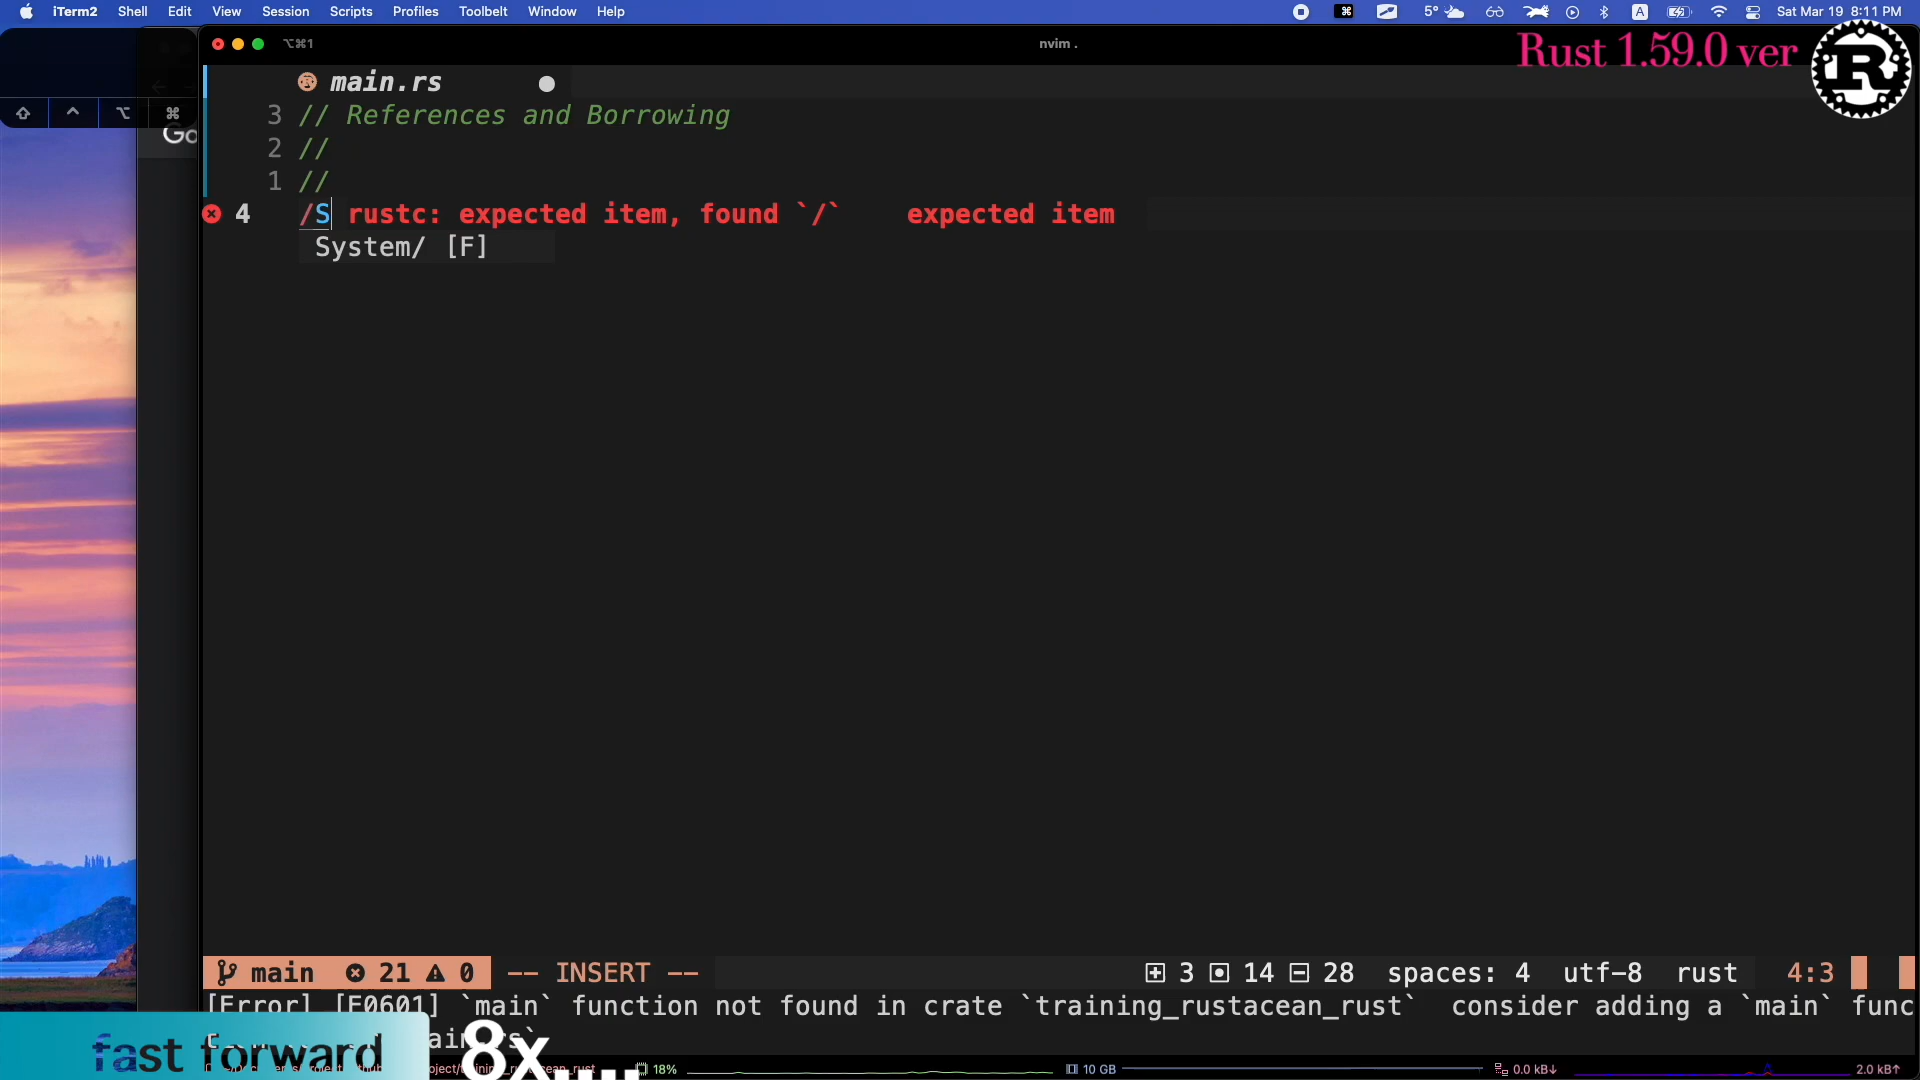 iTerm2 Shell Edit View Session Scripts Profiles Toolbelt Window Help 5° A Sat Mar 19 8:11 PM
⌥⌘1 nvim .
Rust 1.59.0 ver
R
main.rs
3 // References and Borrowing
⇧ ^ ⌥ ⌘
Go
2 //
1 //
4 /S rustc: expected item, found `/` expected item
System/ [F]
main 21 0 -- INSERT -- 3 14 28 spaces: 4 utf-8 rust 4:3
[Error] [E0601] `main` function not found in crate `training_rustacean_rust` consider adding a `main` func
fast forward 8x....
18% 10 GB 0.0 kB↓ 2.0 kB↑